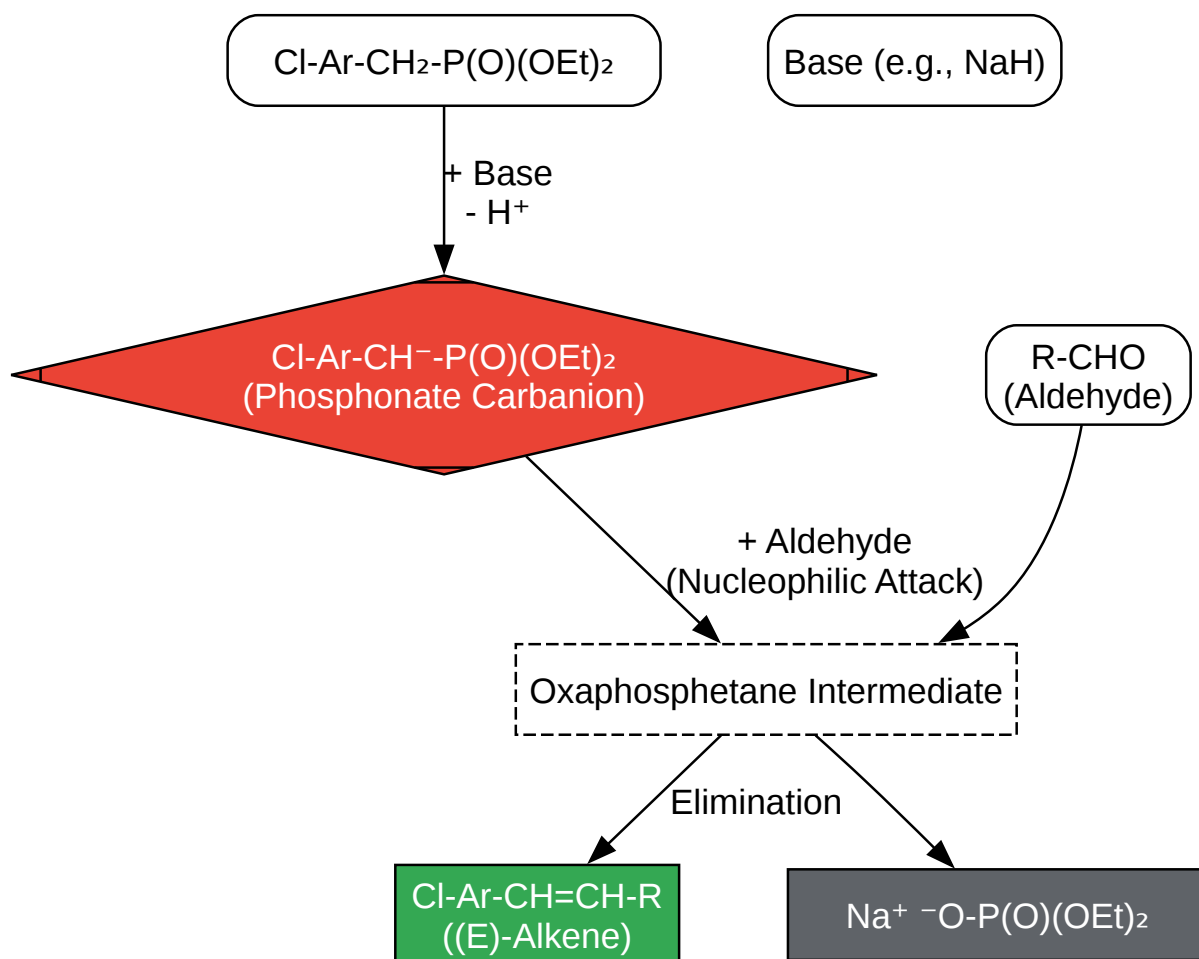 Cl-Ar-CH₂-P(O)(OEt)₂
Base (e.g., NaH)
+ Base
- H⁺
Cl-Ar-CH⁻-P(O)(OEt)₂
(Phosphonate Carbanion)
R-CHO
(Aldehyde)
+ Aldehyde
(Nucleophilic Attack)
Oxaphosphetane Intermediate
Elimination
Cl-Ar-CH=CH-R
((E)-Alkene)
Na⁺ ⁻O-P(O)(OEt)₂